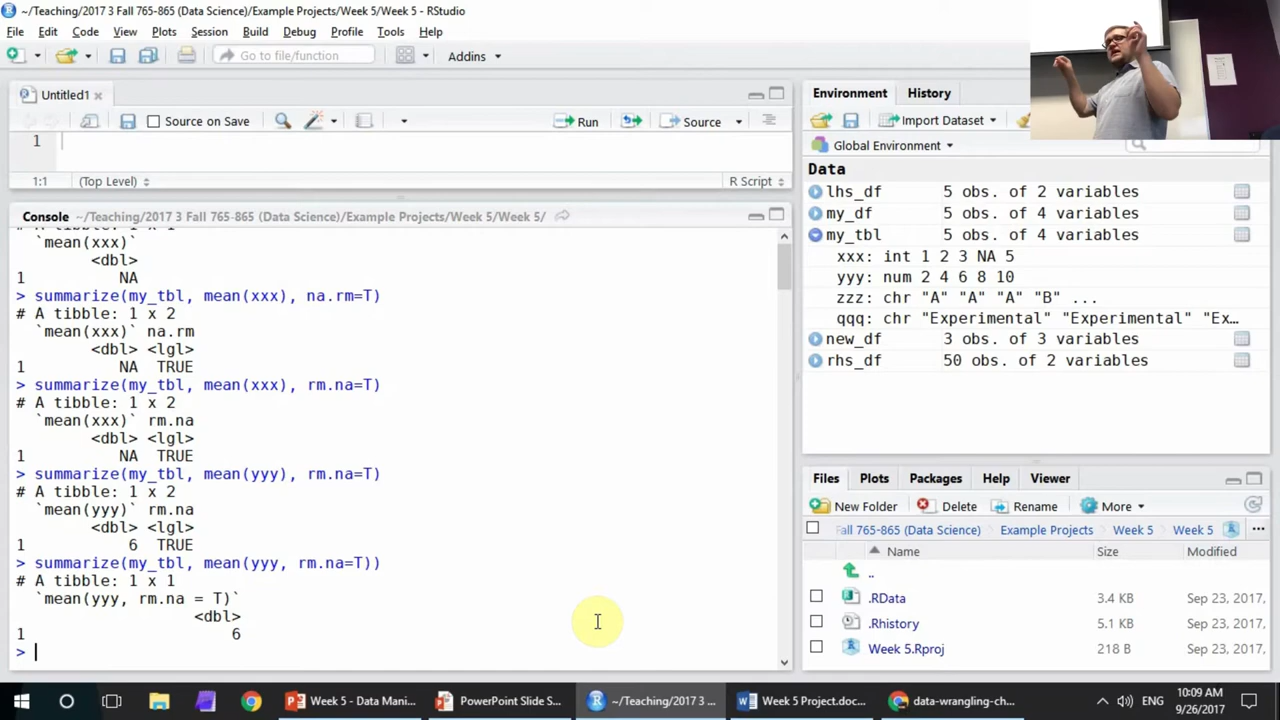 ~/Teaching/2017 3 Fall 765-865 (Data Science)/Example Projects/Week 5/Week 5 - RStudio
File Edit Code View Plots Session Build Debug Profile Tools Help
Go to file/function Addins
Untitled1
Source on Save Run Source
1
1:1 (Top Level) R Script
Console ~/Teaching/2017 3 Fall 765-865 (Data Science)/Example Projects/Week 5/Week 5/
# A tibble: 1 x 1
`mean(xxx)`
<dbl>
1 NA
> summarize(my_tbl, mean(xxx), na.rm=T)
# A tibble: 1 x 2
`mean(xxx)` na.rm
<dbl> <lgl>
1 NA TRUE
> summarize(my_tbl, mean(xxx), rm.na=T)
# A tibble: 1 x 2
`mean(xxx)` rm.na
<dbl> <lgl>
1 NA TRUE
> summarize(my_tbl, mean(yyy), rm.na=T)
# A tibble: 1 x 2
`mean(yyy)` rm.na
<dbl> <lgl>
1 6 TRUE
> summarize(my_tbl, mean(yyy, rm.na=T))
# A tibble: 1 x 1
`mean(yyy, rm.na = T)`
<dbl>
1 6
>
Environment History
Import Dataset
Global Environment
Data
lhs_df 5 obs. of 2 variables
my_df 5 obs. of 4 variables
my_tbl 5 obs. of 4 variables
xxx: int 1 2 3 NA 5
yyy: num 2 4 6 8 10
zzz: chr "A" "A" "A" "B" ...
qqq: chr "Experimental" "Experimental" "Ex…
new_df 3 obs. of 3 variables
rhs_df 50 obs. of 2 variables
Files Plots Packages Help Viewer
New Folder Delete Rename More
Fall 765-865 (Data Science) Example Projects Week 5 Week 5 ...
Name Size Modified
..
.RData 3.4 KB Sep 23, 2017,
.Rhistory 5.1 KB Sep 23, 2017,
Week 5.Rproj 218 B Sep 23, 2017,
Week 5 - Data Mani... PowerPoint Slide S... ~/Teaching/2017 3 ... Week 5 Project.doc... data-wrangling-ch... ENG
10:09 AM
9/26/2017